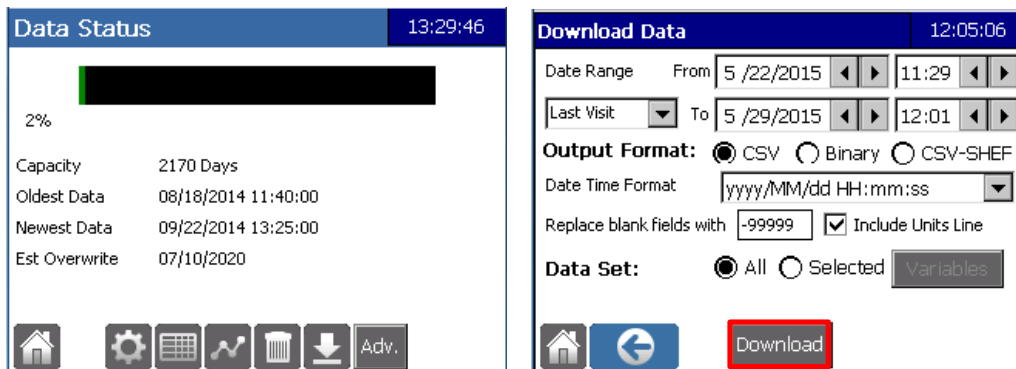 Data Status 13:29:46
2%
Capacity 2170 Days
Oldest Data 08/18/2014 11:40:00
Newest Data 09/22/2014 13:25:00
Est Overwrite 07/10/2020
Adv.
Download Data 12:05:06
Date Range From 5 /22/2015 11:29
Last Visit To 5 /29/2015 12:01
Output Format: CSV Binary CSV-SHEF
Date Time Format yyyy/MM/dd HH:mm:ss
Replace blank fields with -99999 Include Units Line
Data Set: All Selected Variables
Download